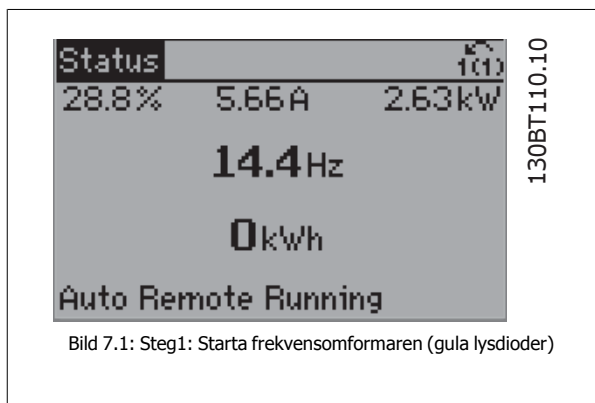 Status 1(1)
28.8% 5.66A 2.63kW
14.4Hz
0kWh
Auto Remote Running
130BT110.10
Bild 7.1: Steg1: Starta frekvensomformaren (gula lysdioder)